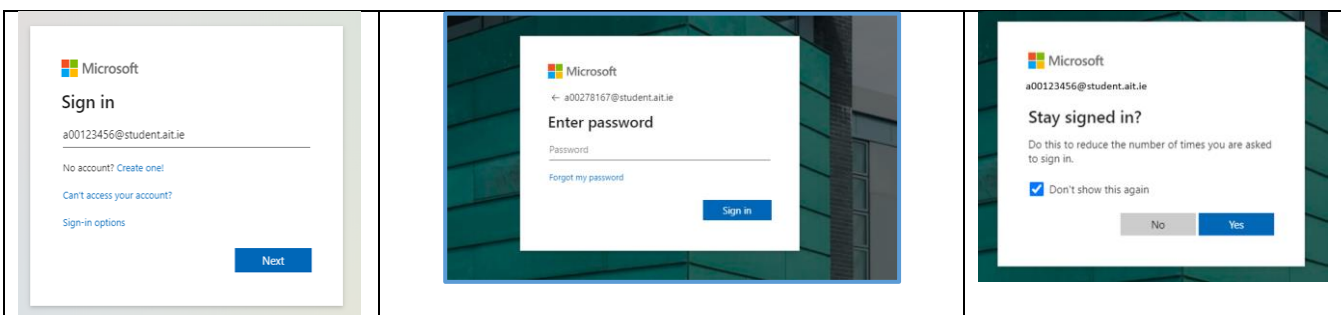 Microsoft
Sign in
a00123456@student.ait.ie
No account? Create one!
Can't access your account?
Sign-in options
Next
Microsoft
← a00278167@student.ait.ie
Enter password
Password
Forgot my password
Sign in
Microsoft
a00123456@student.ait.ie
Stay signed in?
Do this to reduce the number of times you are asked
to sign in.
Don't show this again
No
Yes